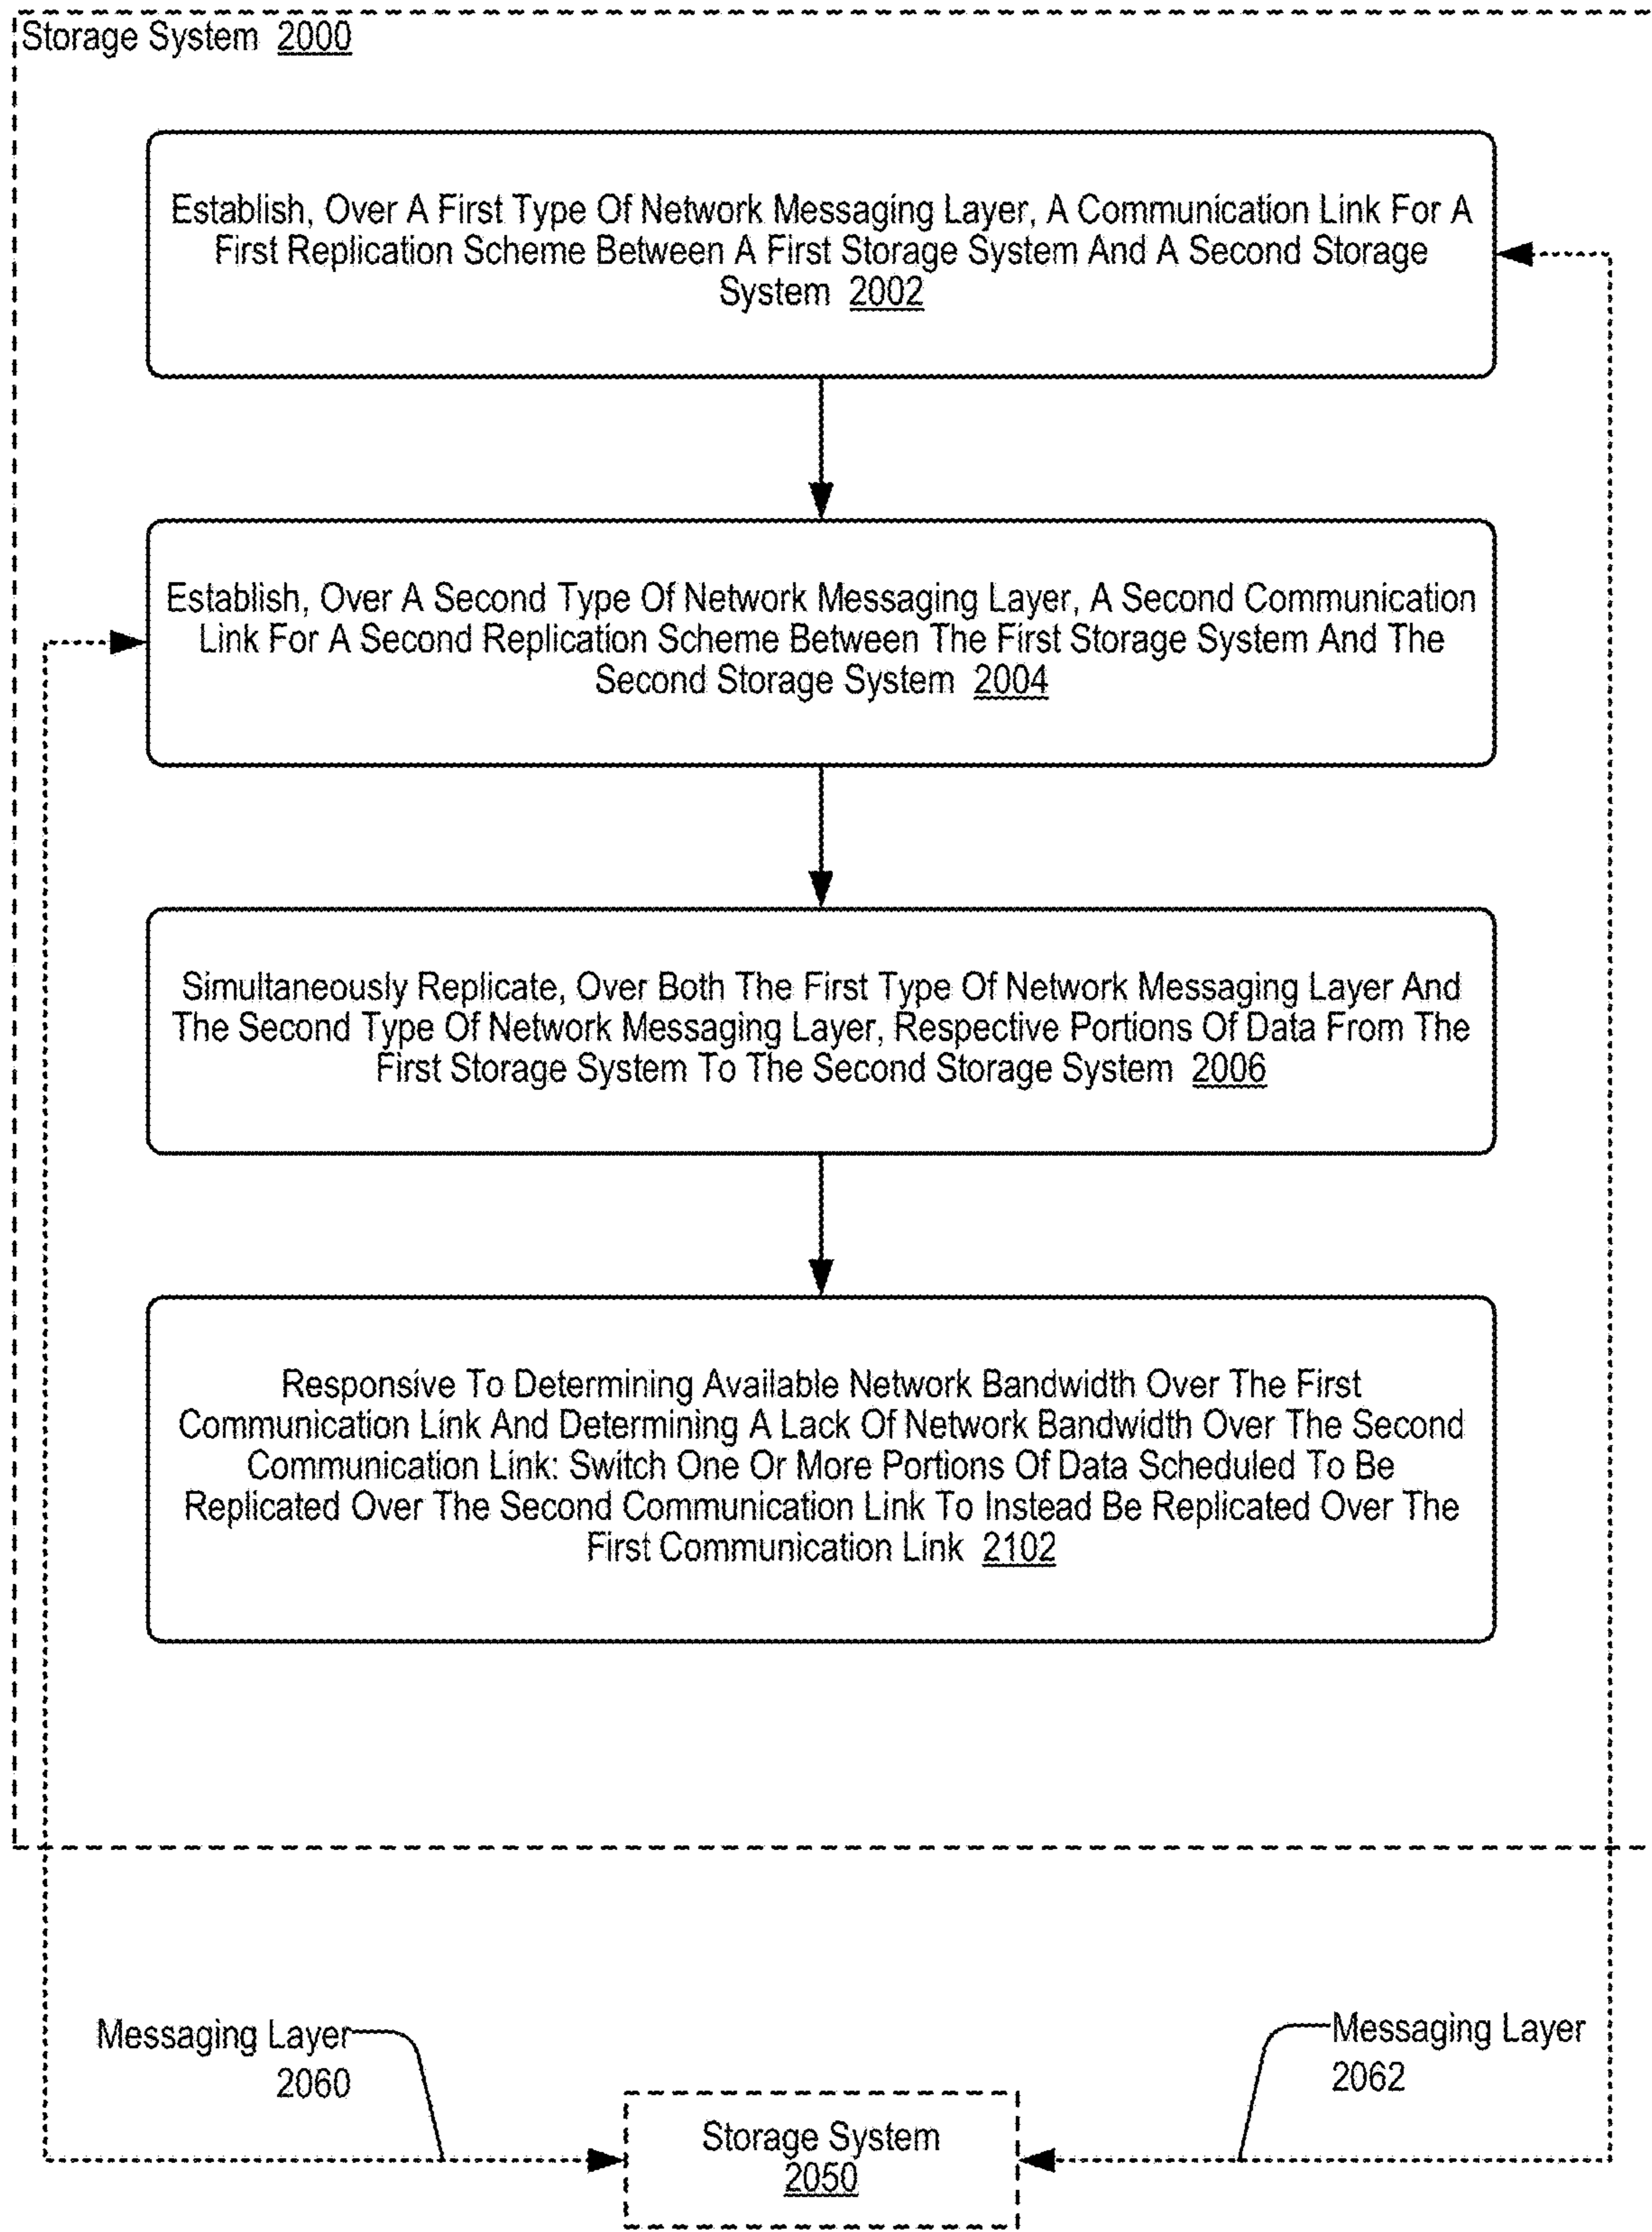 Storage System 2000
Establish, Over A First Type Of Network Messaging Layer, A Communication Link For A
First Replication Scheme Between A First Storage System And A Second Storage
System 2002
Establish, Over A Second Type Of Network Messaging Layer, A Second Communication
Link For A Second Replication Scheme Between The First Storage System And The
Second Storage System 2004
Simultaneously Replicate, Over Both The First Type Of Network Messaging Layer And
The Second Type Of Network Messaging Layer, Respective Portions Of Data From The
First Storage System To The Second Storage System 2006
Responsive To Determining Available Network Bandwidth Over The First
Communication Link And Determining A Lack Of Network Bandwidth Over The Second
Communication Link: Switch One Or More Portions Of Data Scheduled To Be
Replicated Over The Second Communication Link To Instead Be Replicated Over The
First Communication Link 2102
Messaging Layer
2060
Messaging Layer
2062
Storage System
2050